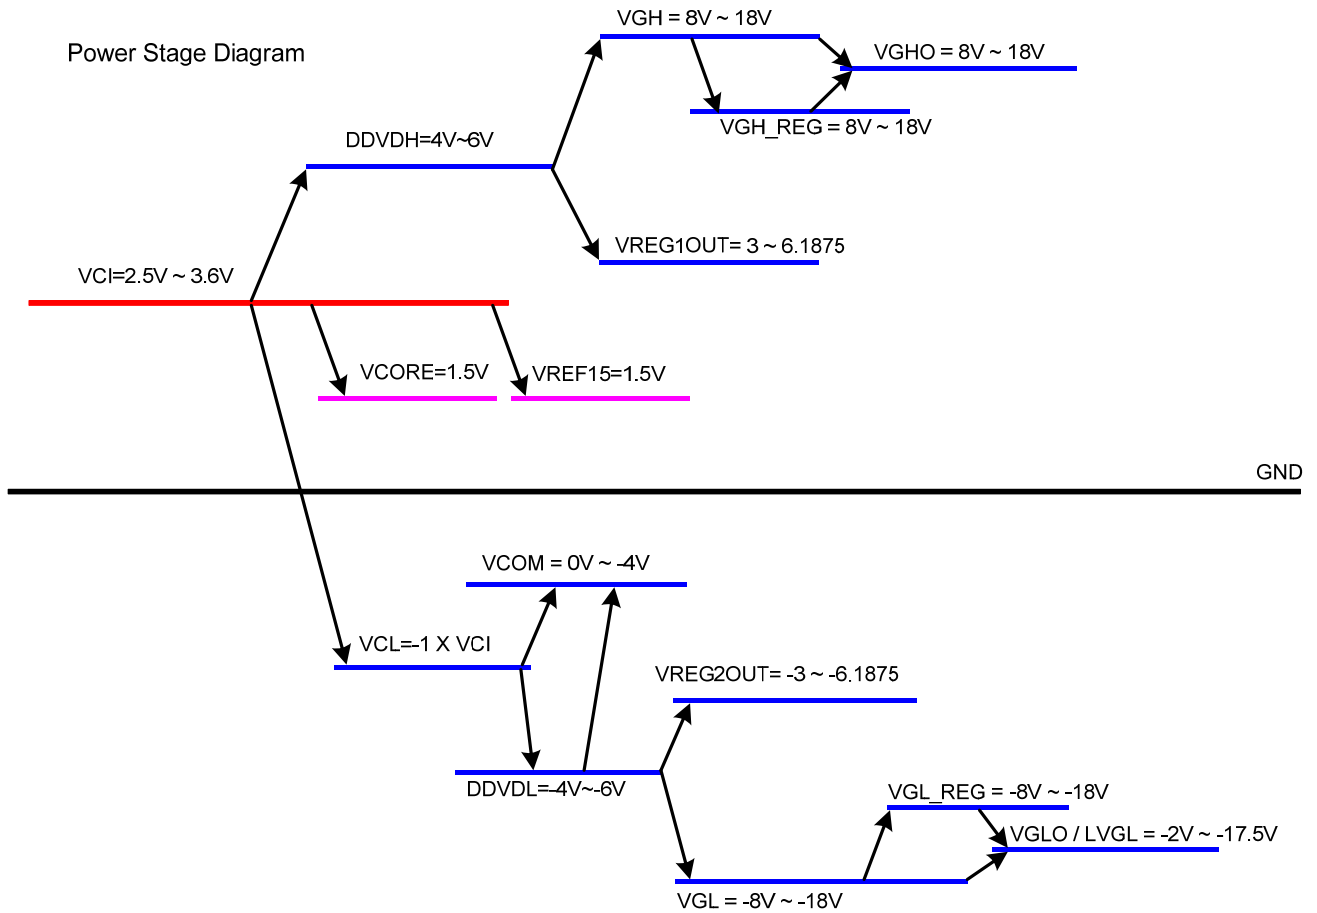 Power Stage Diagram
VGH = 8V ~ 18V
VGHO = 8V ~ 18V
VGH_REG = 8V ~ 18V
DDVDH=4V~6V
VREG1OUT= 3 ~ 6.1875
VCI=2.5V ~ 3.6V
VCORE=1.5V
VREF15=1.5V
GND
VCOM = 0V ~ -4V
VCL=-1 X VCI
VREG2OUT= -3 ~ -6.1875
DDVDL=-4V~-6V
VGL_REG = -8V ~ -18V
VGLO / LVGL = -2V ~ -17.5V
VGL = -8V ~ -18V